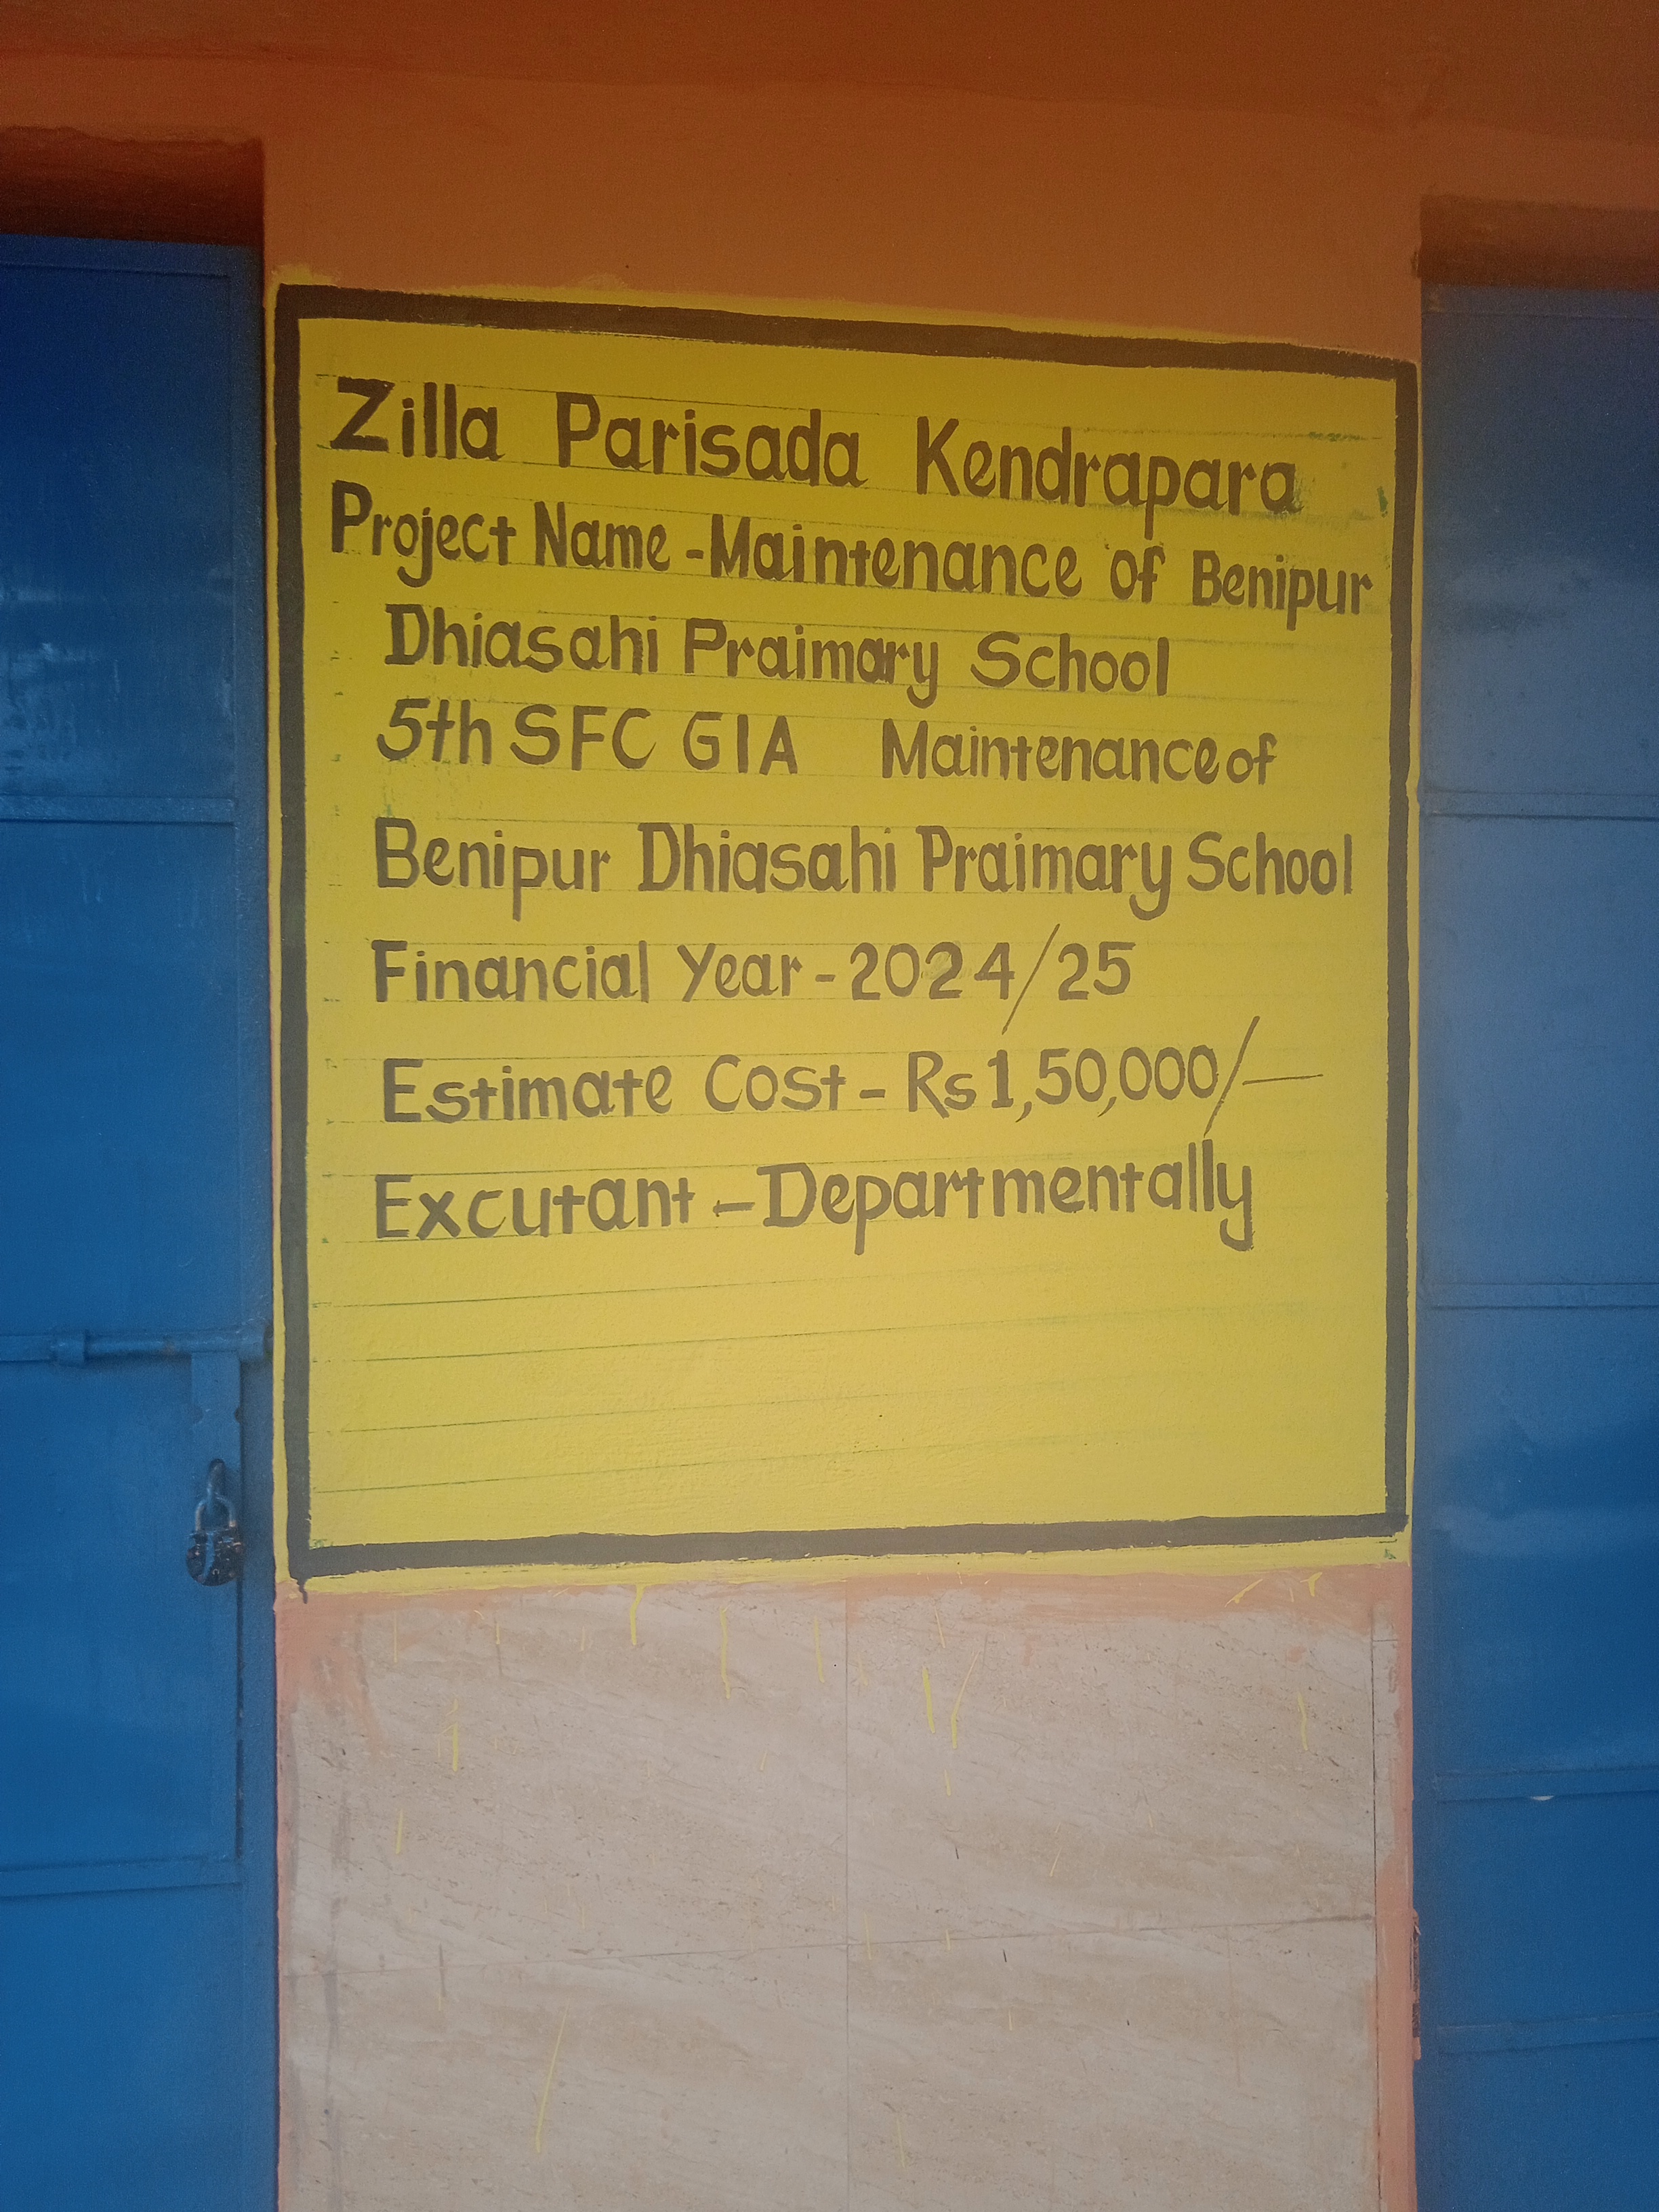 Zilla Parisada Kendrapara
Project Name - Maintenance of Benipur
Dhiasahi Praimary School
5th SFC GIA Maintenance of
Benipur Dhiasahi Praimary School
Financial Year - 2024/25
Estimate Cost - Rs 1,50,000/-
Excutant - Departmentally